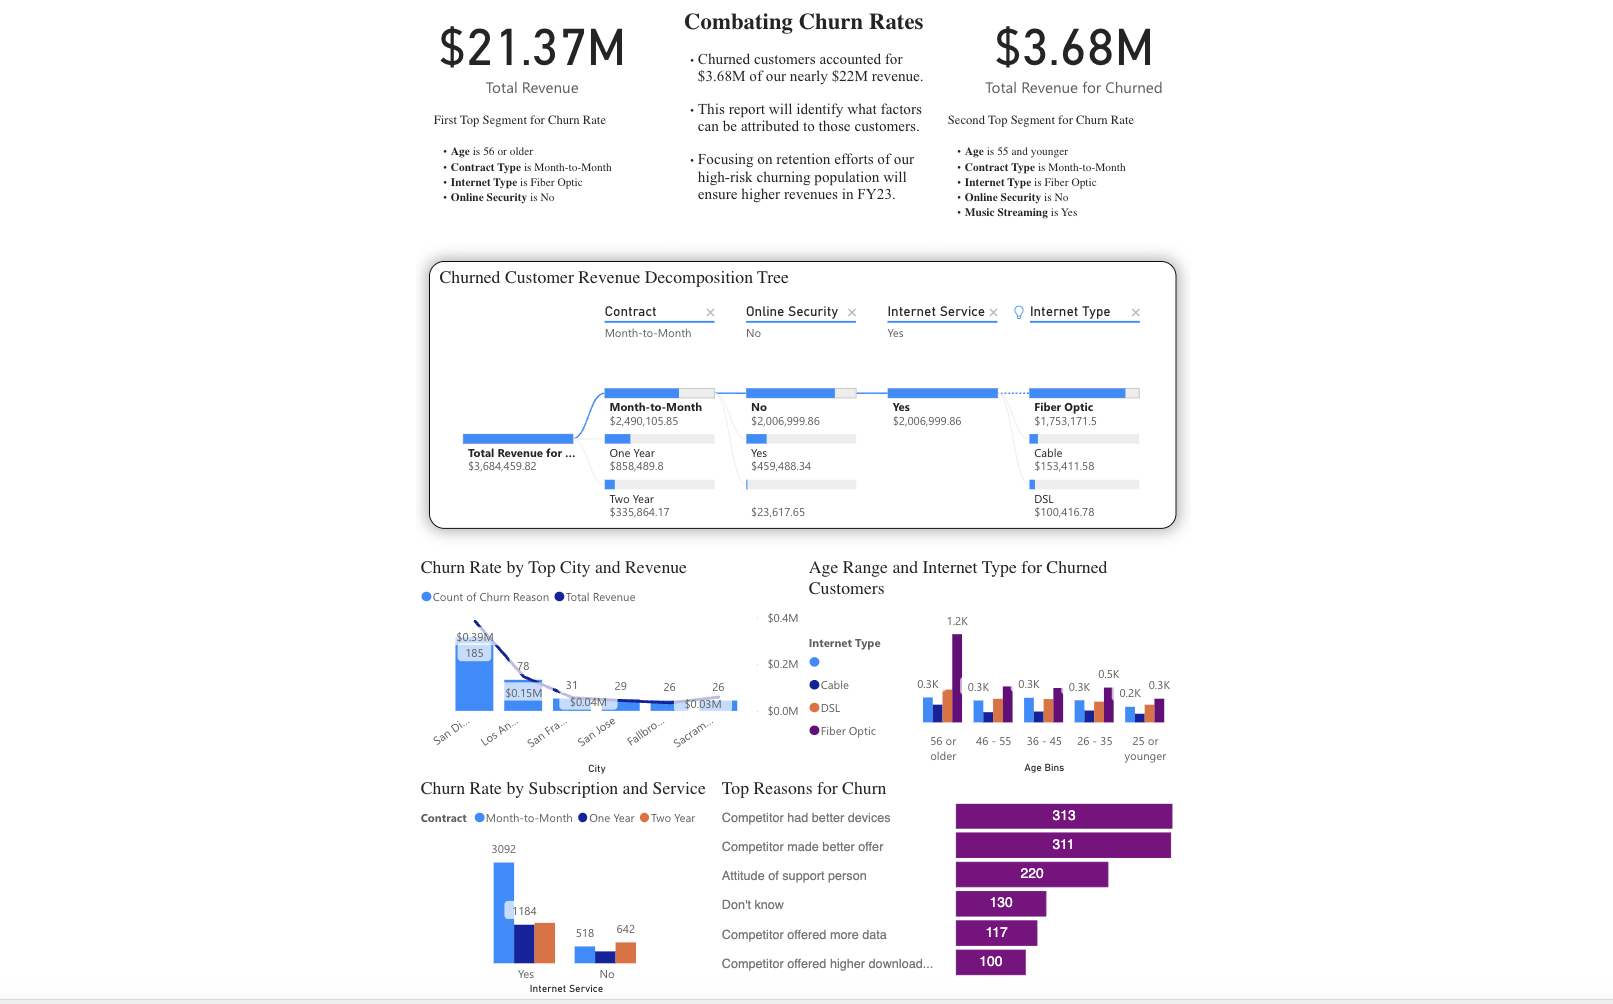 $21.37M
Total Revenue
First Top Segment for Churn Rate
• Age is 56 or older
• Contract Type is Month-to-Month
• Internet Type is Fiber Optic
• Online Security is No
Combating Churn Rates
• Churned customers accounted for
$3.68M of our nearly $22M revenue.
• This report will identify what factors
can be attributed to those customers.
• Focusing on retention efforts of our
high-risk churning population will
ensure higher revenues in FY23.
$3.68M
Total Revenue for Churned
Second Top Segment for Churn Rate
• Age is 55 and younger
• Contract Type is Month-to-Month
• Internet Type is Fiber Optic
• Online Security is No
• Music Streaming is Yes
Churned Customer Revenue Decomposition Tree
Contract
Month-to-Month
Online Security
No
Internet Service
Yes
Internet Type
Total Revenue for ...
$3,684,459.82
Month-to-Month
$2,490,105.85
One Year
$858,489.8
Two Year
$335,864.17
No
$2,006,999.86
Yes
$459,488.34
$23,617.65
Yes
$2,006,999.86
Fiber Optic
$1,753,171.5
Cable
$153,411.58
DSL
$100,416.78
Churn Rate by Top City and Revenue
Count of Churn Reason Total Revenue
$0.4M
$0.2M
$0.0M
$0.39M
185
78
$0.15M
31
$0.04M
29
26
$0.03M
26
San Di...
Los An...
San Fra...
San Jose
Fallbro...
Sacram...
City
Age Range and Internet Type for Churned
Customers
Internet Type
Cable
DSL
Fiber Optic
0.3K
1.2K
0.3K
0.3K
0.3K
0.5K
0.2K
0.3K
56 or
older
46 - 55
36 - 45
26 - 35
25 or
younger
Age Bins
Churn Rate by Subscription and Service
Contract Month-to-Month One Year Two Year
3092
1184
518
642
Yes
No
Internet Service
Top Reasons for Churn
Competitor had better devices 313
Competitor made better offer 311
Attitude of support person 220
Don't know 130
Competitor offered more data 117
Competitor offered higher download... 100